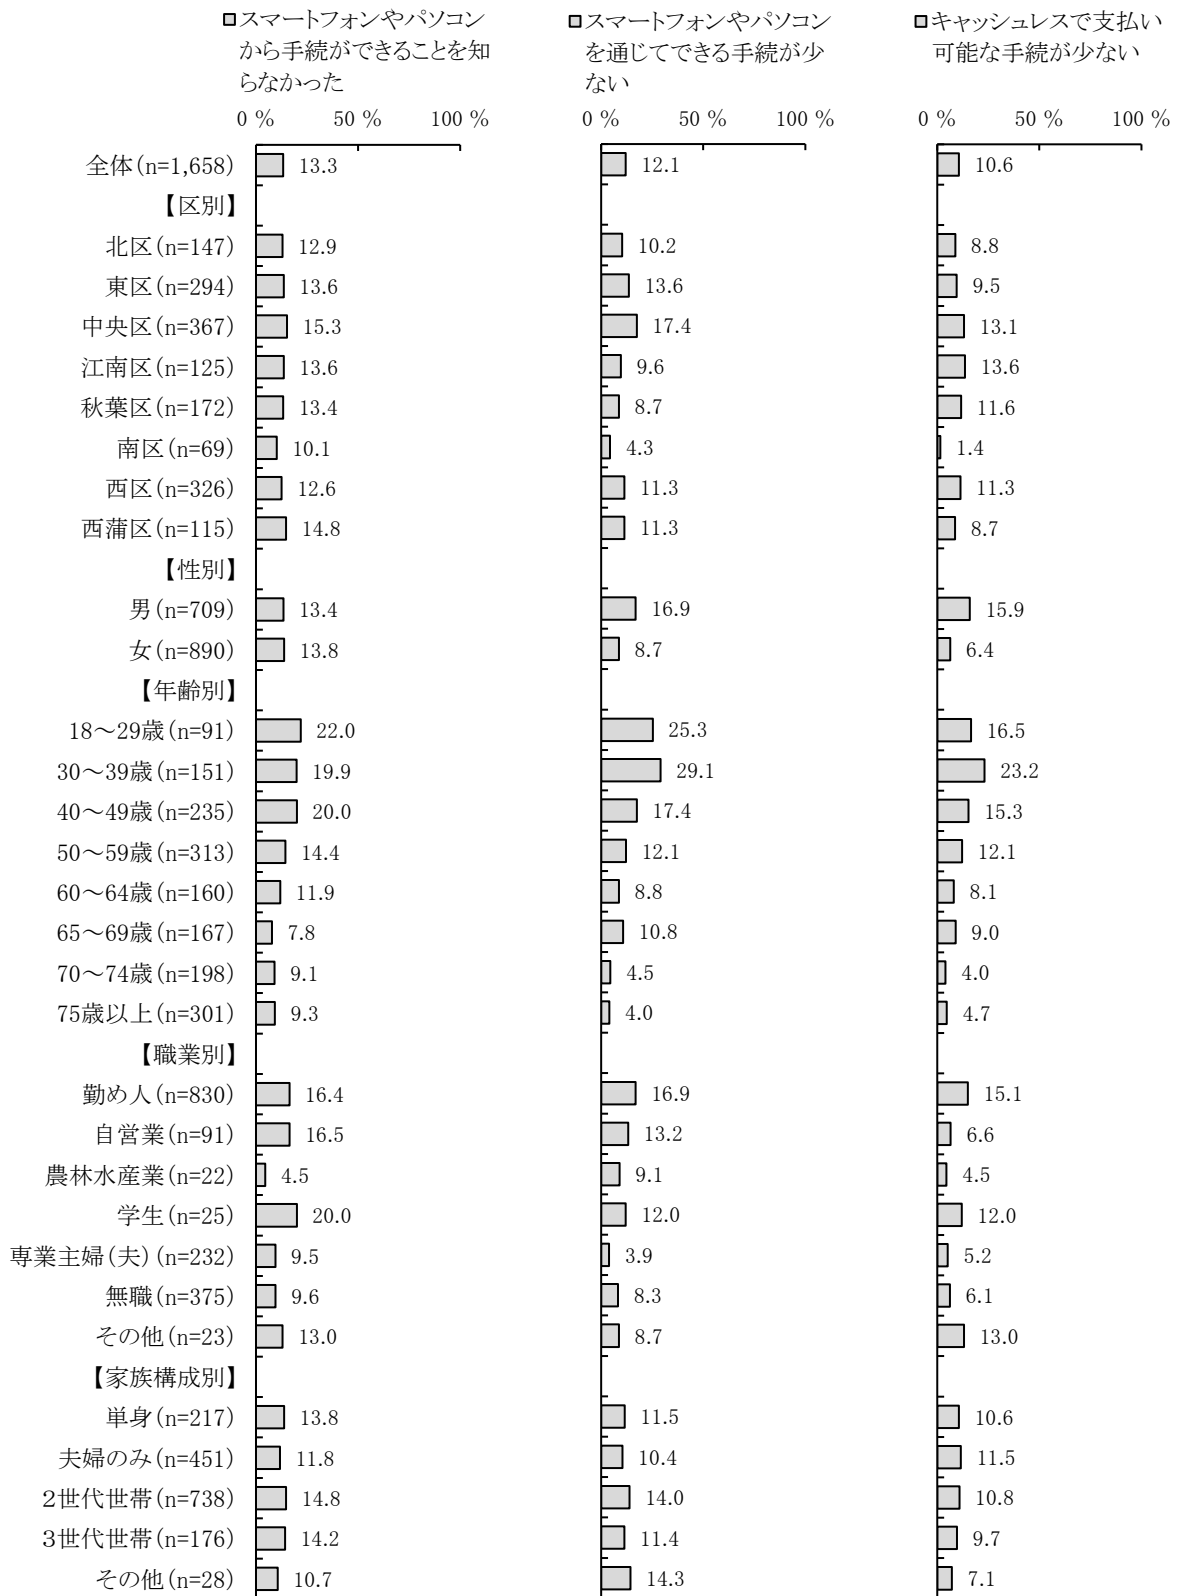 スマートフォンやパソコン
から手続ができることを知
らなかった
スマートフォンやパソコン
を通じてできる手続が少
ない
キャッシュレスで支払い
可能な手続が少ない
0 % 50 % 100 % 0 % 50 % 100 % 0 % 50 % 100 %
全体(n=1,658) 13.3 12.1 10.6
【区別】
北区(n=147) 12.9 10.2 8.8
東区(n=294) 13.6 13.6 9.5
中央区(n=367) 15.3 17.4 13.1
江南区(n=125) 13.6 9.6 13.6
秋葉区(n=172) 13.4 8.7 11.6
南区(n=69) 10.1 4.3 1.4
西区(n=326) 12.6 11.3 11.3
西蒲区(n=115) 14.8 11.3 8.7
【性別】
男(n=709) 13.4 16.9 15.9
女(n=890) 13.8 8.7 6.4
【年齢別】
18～29歳(n=91) 22.0 25.3 16.5
30～39歳(n=151) 19.9 29.1 23.2
40～49歳(n=235) 20.0 17.4 15.3
50～59歳(n=313) 14.4 12.1 12.1
60～64歳(n=160) 11.9 8.8 8.1
65～69歳(n=167) 7.8 10.8 9.0
70～74歳(n=198) 9.1 4.5 4.0
75歳以上(n=301) 9.3 4.0 4.7
【職業別】
勤め人(n=830) 16.4 16.9 15.1
自営業(n=91) 16.5 13.2 6.6
農林水産業(n=22) 4.5 9.1 4.5
学生(n=25) 20.0 12.0 12.0
専業主婦(夫)(n=232) 9.5 3.9 5.2
無職(n=375) 9.6 8.3 6.1
その他(n=23) 13.0 8.7 13.0
【家族構成別】
単身(n=217) 13.8 11.5 10.6
夫婦のみ(n=451) 11.8 10.4 11.5
２世代世帯(n=738) 14.8 14.0 10.8
３世代世帯(n=176) 14.2 11.4 9.7
その他(n=28) 10.7 14.3 7.1